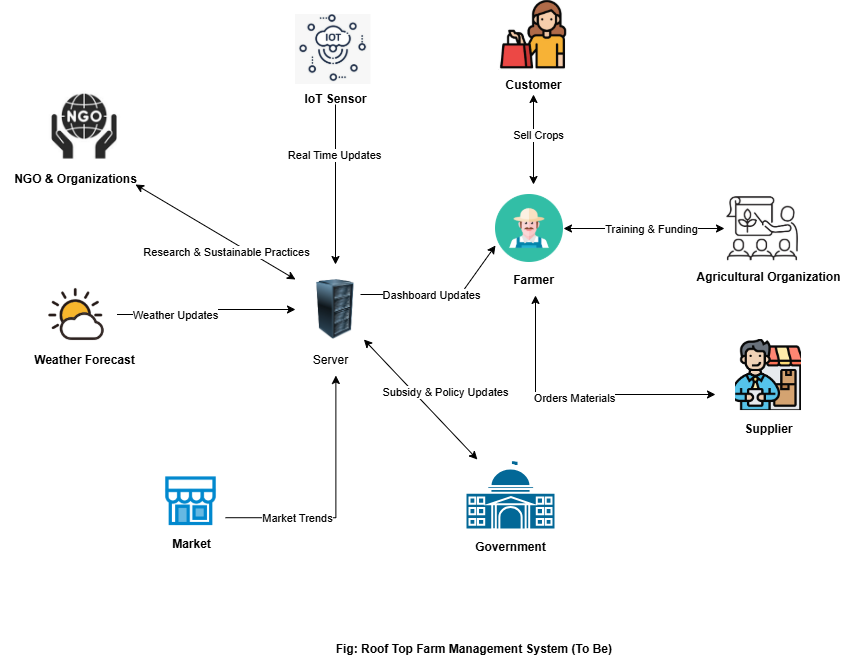 IOT
IoT Sensor
Customer
NGO
NGO & Organizations
Real Time Updates
Sell Crops
Research & Sustainable Practices
Training & Funding
Farmer
Agricultural Organization
Weather Updates
Dashboard Updates
Weather Forecast
Server
Subsidy & Policy Updates
Orders Materials
Supplier
Market Trends
Market
Government
Fig: Roof Top Farm Management System (To Be)